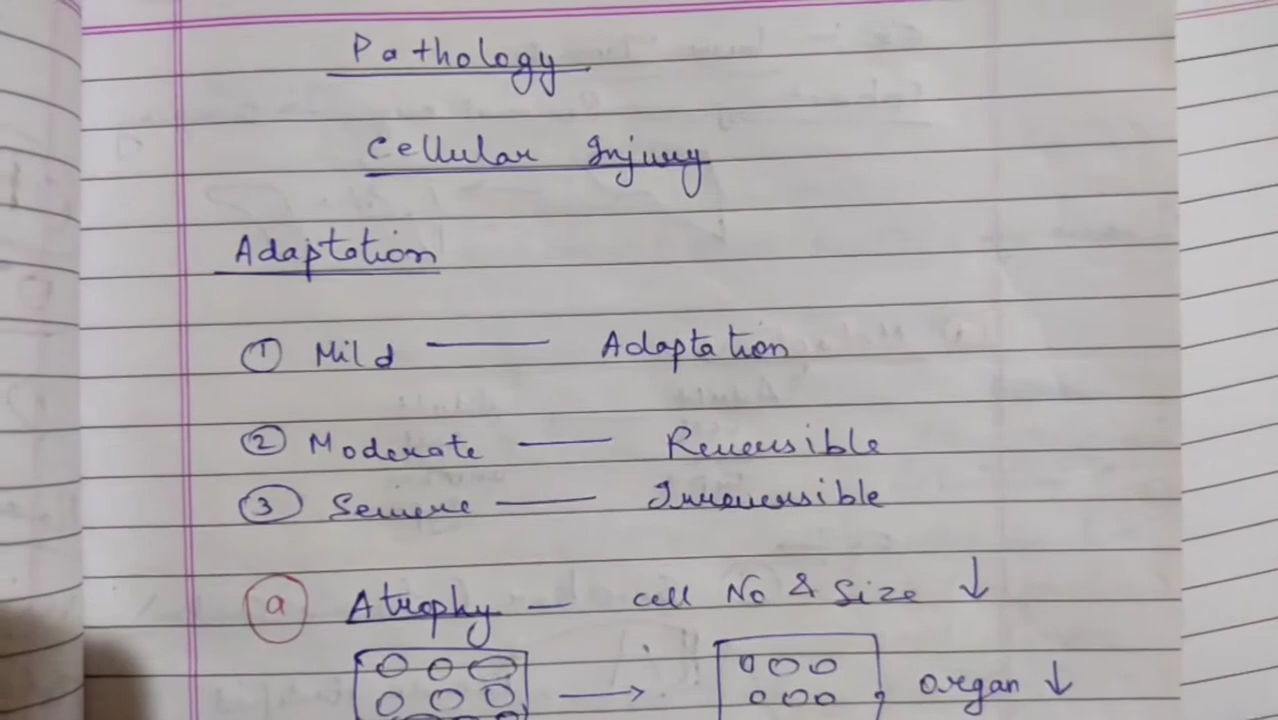 Pathology
Cellular Injury
Adaptation
① Mild —— Adaptation
② Moderate —— Reversible
③ Severe —— Irreversible
ⓐ Atrophy — cell No & Size ↓
→ organ ↓